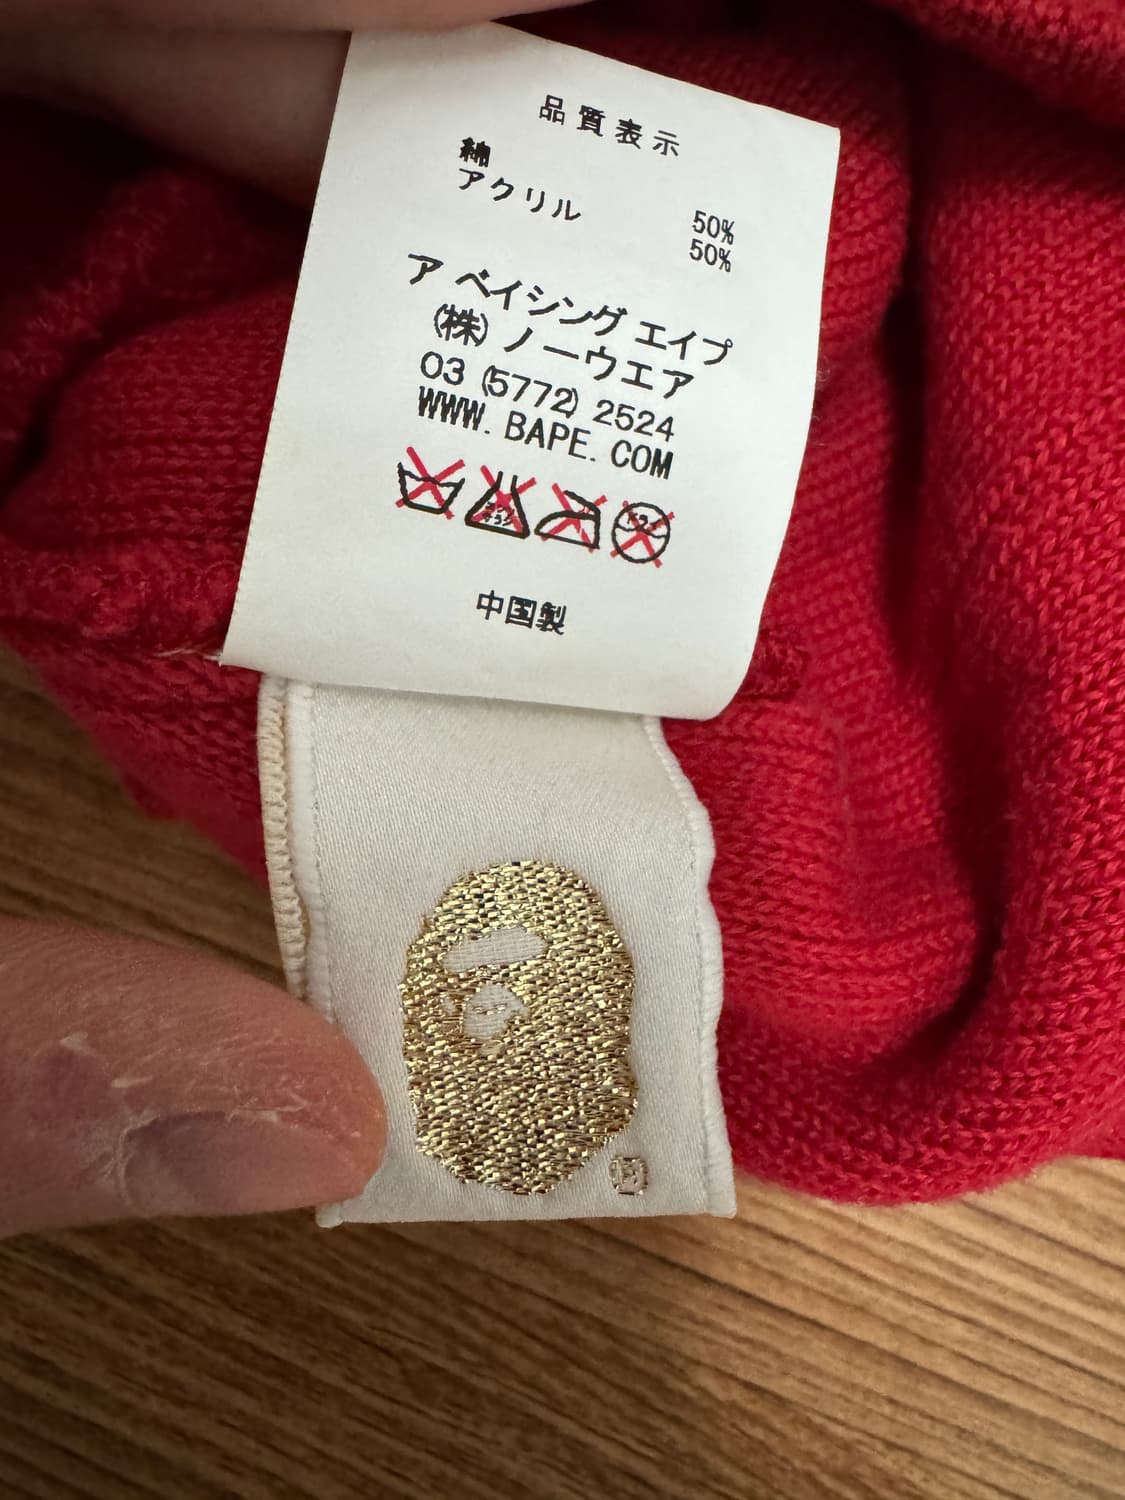 品質表示
綿 50%
アクリル 50%
ア ベイシング エイプ
(株) ノーウエア
03 (5772) 2524
WWW. BAPE. COM
中国製
R